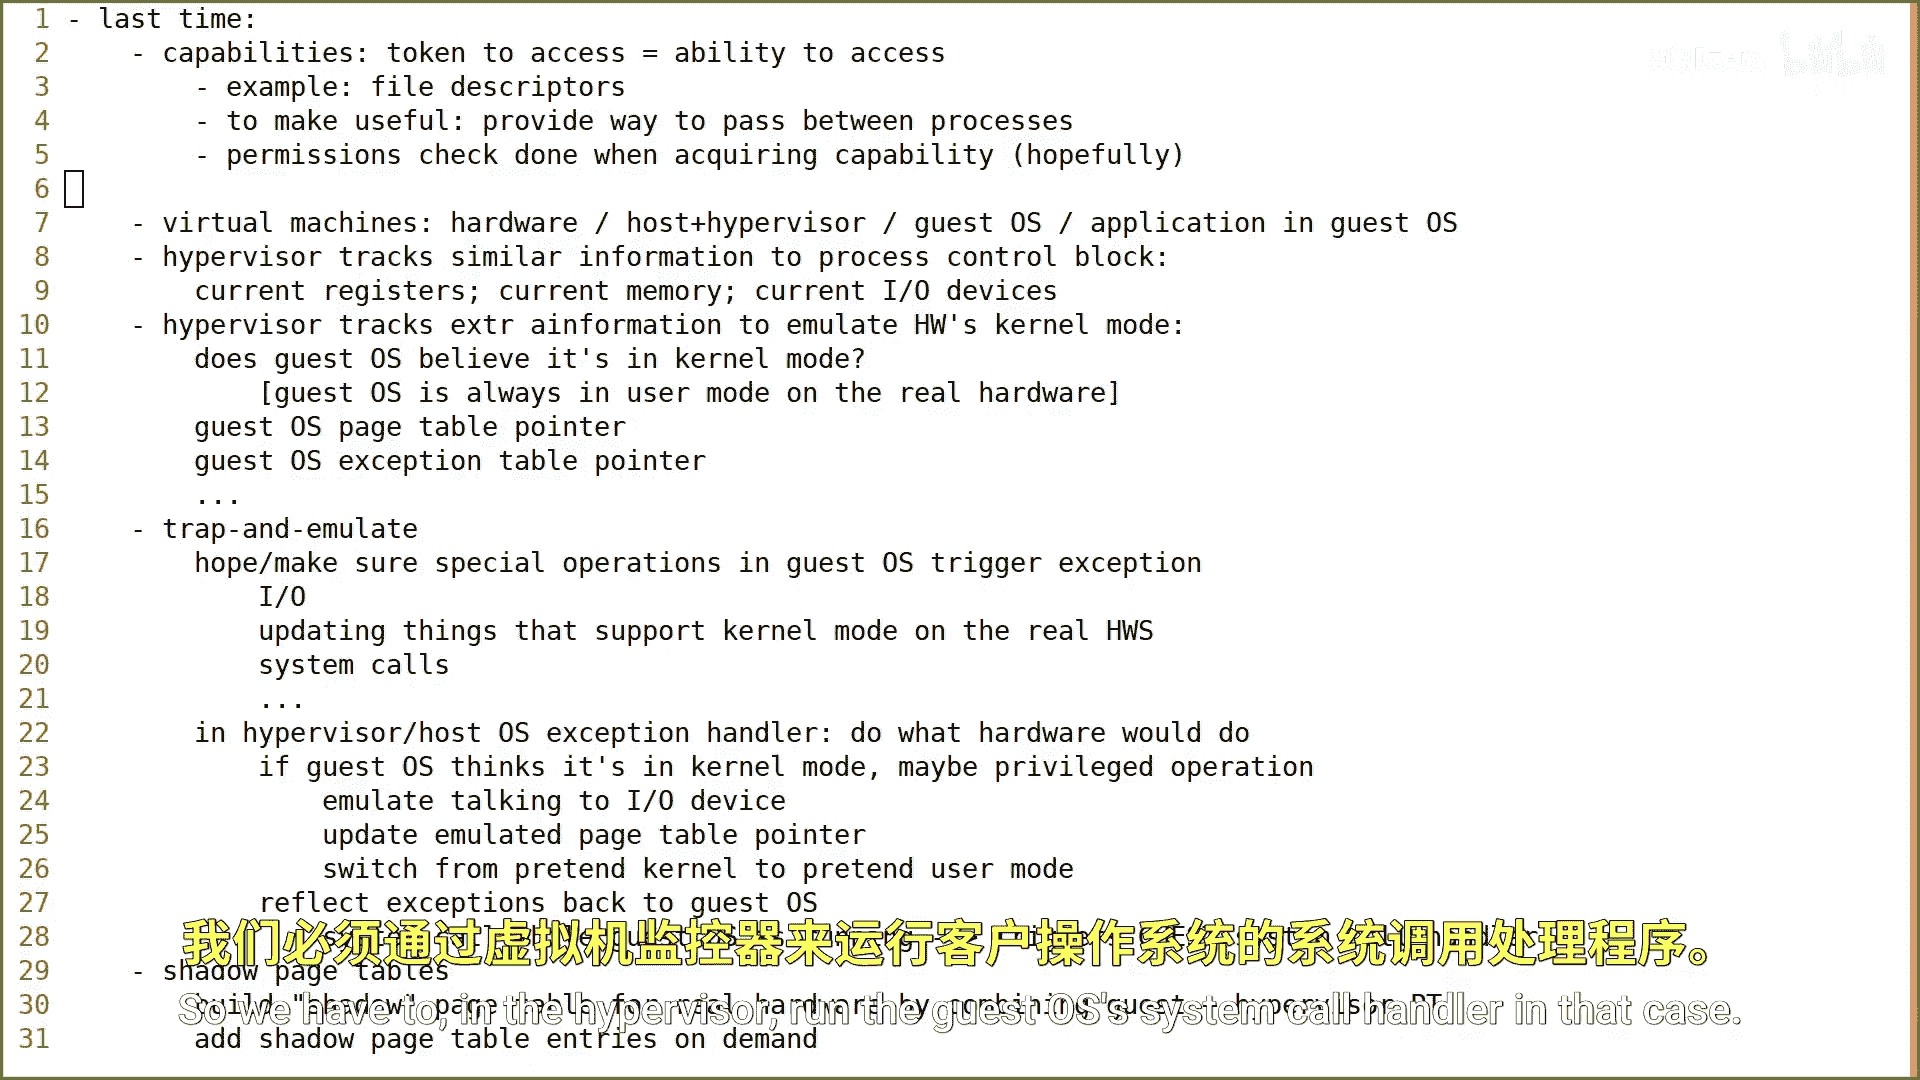 1 - last time:
2 - capabilities: token to access = ability to access
3 - example: file descriptors
4 - to make useful: provide way to pass between processes
5 - permissions check done when acquiring capability (hopefully)
6
7 - virtual machines: hardware / host+hypervisor / guest OS / application in guest OS
8 - hypervisor tracks similar information to process control block:
9 current registers; current memory; current I/O devices
10 - hypervisor tracks extr ainformation to emulate HW's kernel mode:
11 does guest OS believe it's in kernel mode?
12 [guest OS is always in user mode on the real hardware]
13 guest OS page table pointer
14 guest OS exception table pointer
15 ...
16 - trap-and-emulate
17 hope/make sure special operations in guest OS trigger exception
18 I/O
19 updating things that support kernel mode on the real HWS
20 system calls
21 ...
22 in hypervisor/host OS exception handler: do what hardware would do
23 if guest OS thinks it's in kernel mode, maybe privileged operation
24 emulate talking to I/O device
25 update emulated page table pointer
26 switch from pretend kernel to pretend user mode
27 reflect exceptions back to guest OS
28
我们必须通过虚拟机监控器来运行客户操作系统的系统调用处理程序。
29 - shadow page tables
30 build "shadow" page table for real hardware by combining guest + hypervisor PT
So we have to, in the hypervisor, run the guest OS's system call handler in that case.
31 add shadow page table entries on demand